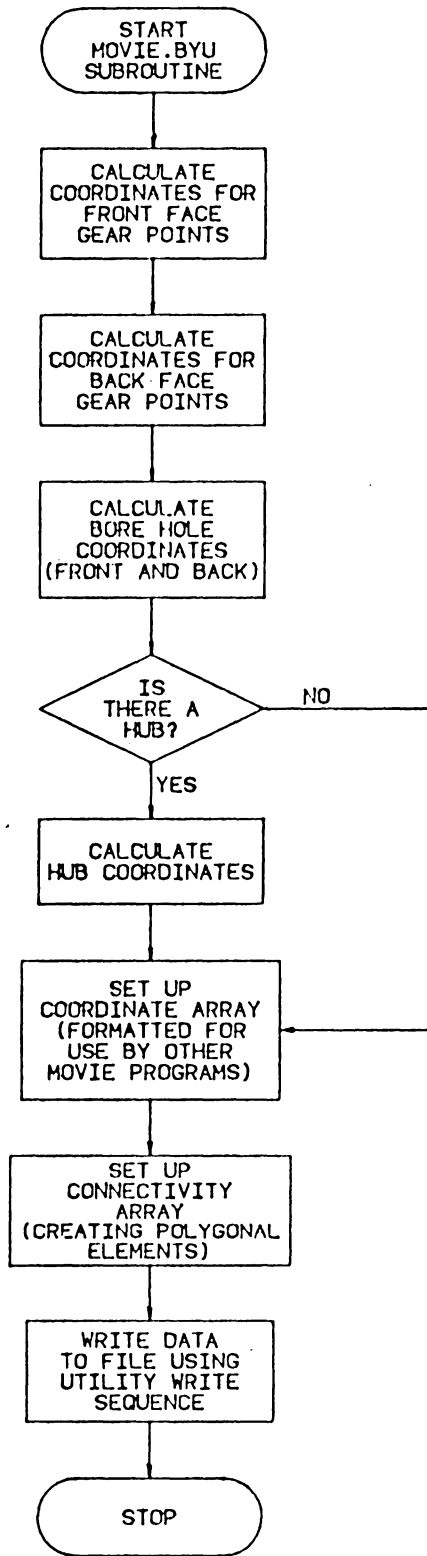 START
MOVIE.BYU
SUBROUTINE
CALCULATE
COORDINATES FOR
FRONT FACE
GEAR POINTS
CALCULATE
COORDINATES FOR
BACK FACE
GEAR POINTS
CALCULATE
BORE HOLE
COORDINATES
(FRONT AND BACK)
IS
THERE A
HUB?
NO
YES
CALCULATE
HUB COORDINATES
SET UP
COORDINATE ARRAY
(FORMATTED FOR
USE BY OTHER
MOVIE PROGRAMS)
SET UP
CONNECTIVITY
ARRAY
(CREATING POLYGONAL
ELEMENTS)
WRITE DATA
TO FILE USING
UTILITY WRITE
SEQUENCE
STOP